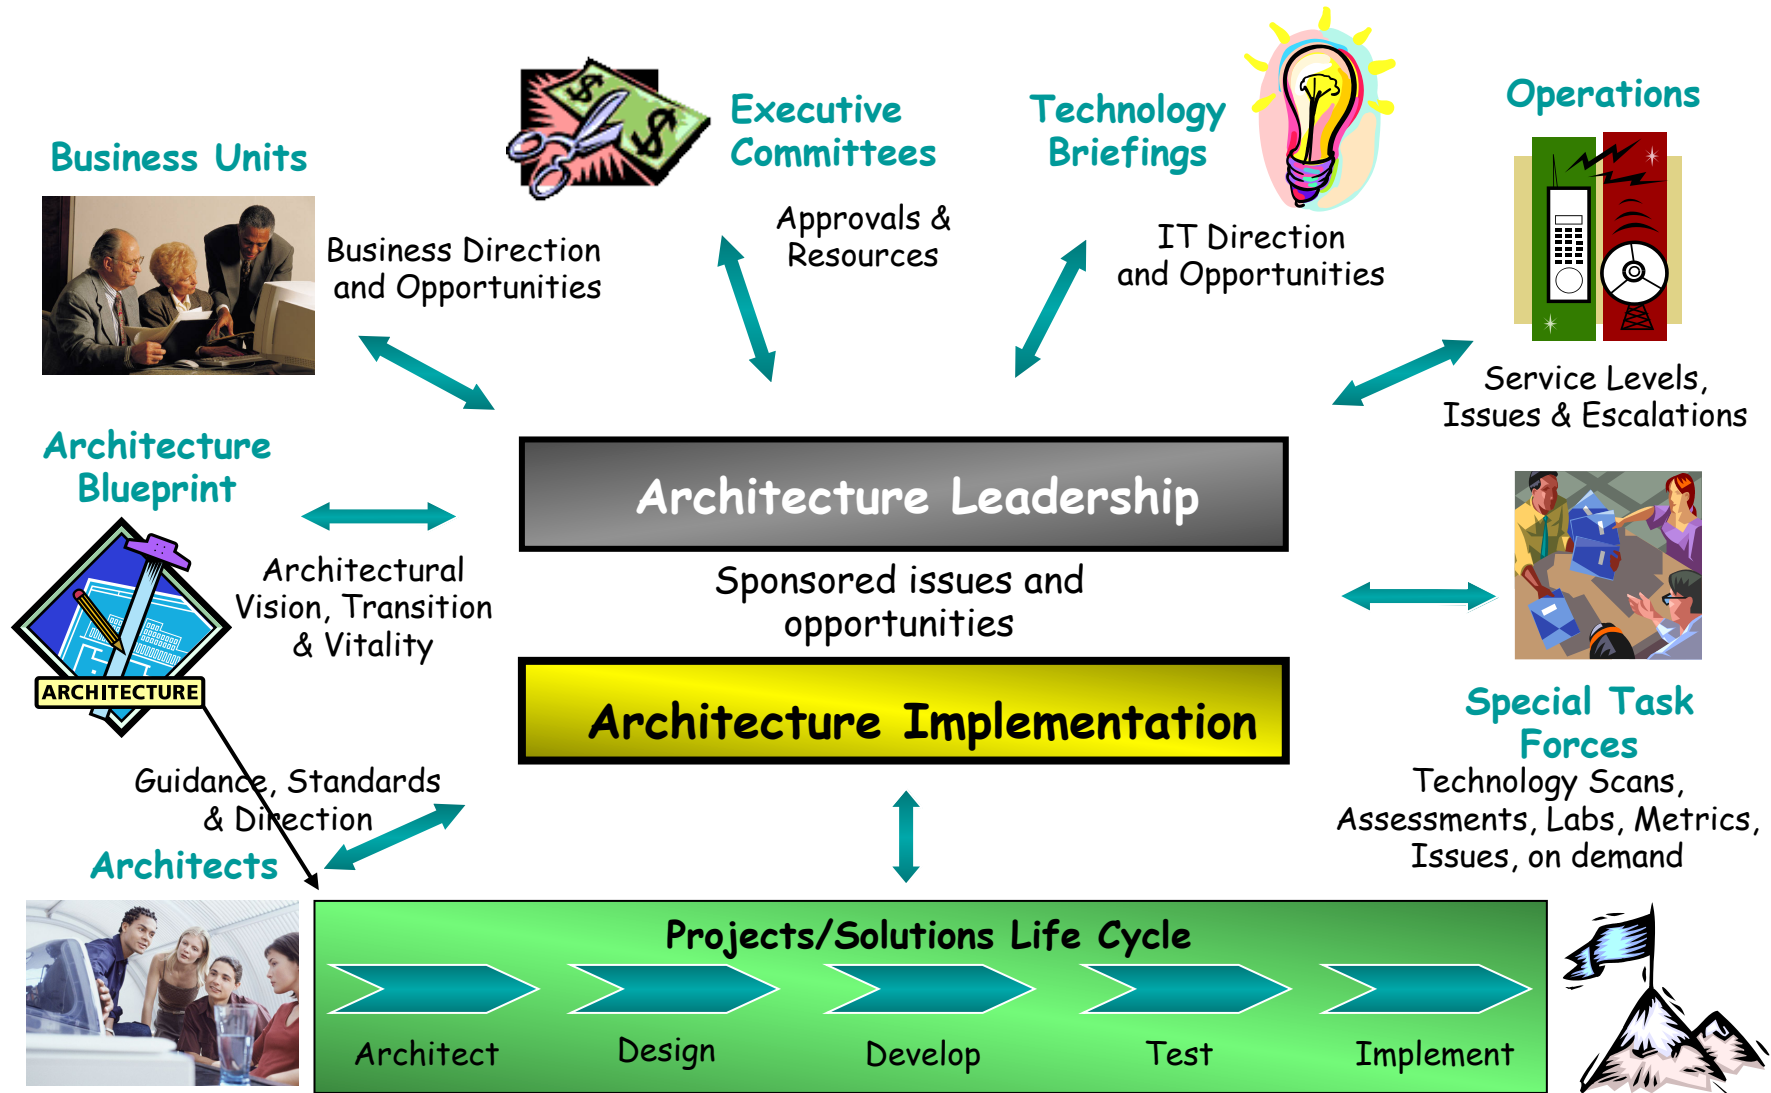 Business Units
Business Direction
and Opportunities
Executive
Committees
Approvals &
Resources
Technology
Briefings
IT Direction
and Opportunities
Operations
Service Levels,
Issues & Escalations
Architecture
Blueprint
Architectural
Vision, Transition
& Vitality
ARCHITECTURE
Architecture Leadership
Sponsored issues and
opportunities
Architecture Implementation
Special Task
Forces
Technology Scans,
Assessments, Labs, Metrics,
Issues, on demand
Guidance, Standards
& Direction
Architects
Projects/Solutions Life Cycle
Architect
Design
Develop
Test
Implement